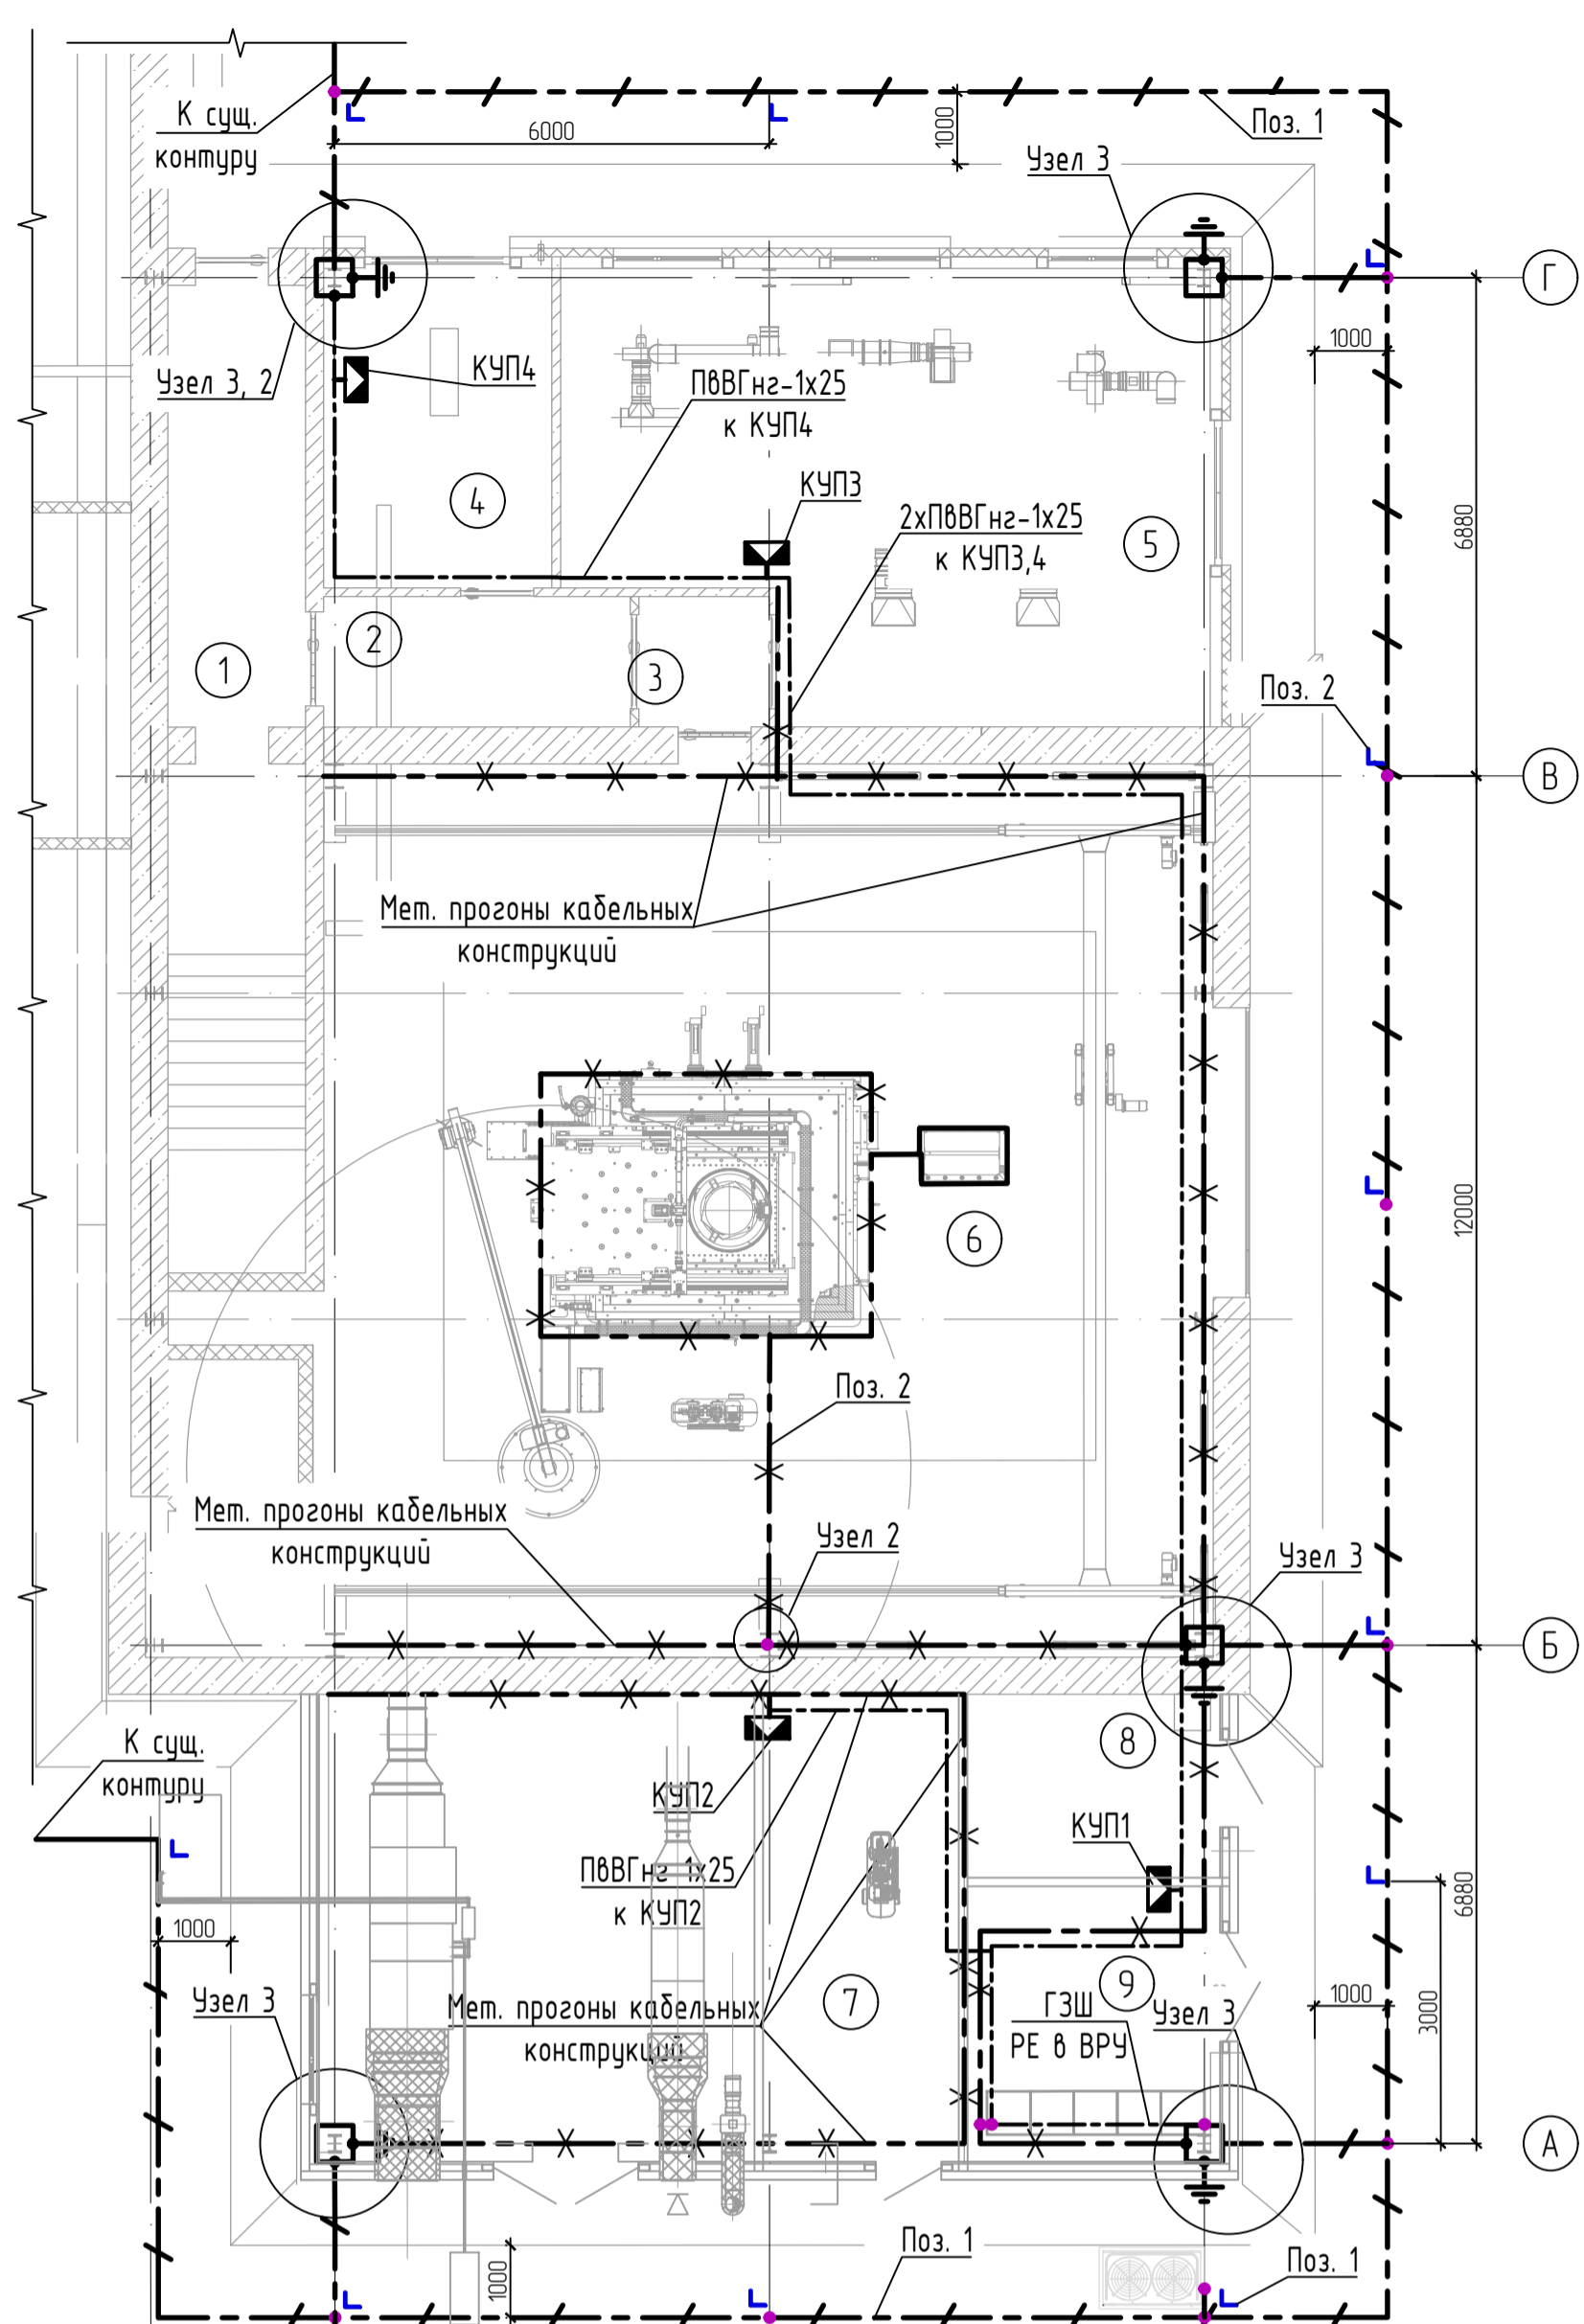 К сущ.
контуру
6000
1000
Поз. 1
Узел 3
Г
1000
Узел 3, 2
КУП4
ПвВГнг-1х25
к КУП4
КУП3
2хПвВГнг-1х25
к КУП3,4
4
5
6880
1
2
3
Поз. 2
В
Мет. прогоны кабельных
конструкций
6
12000
Поз. 2
Мет. прогоны кабельных
конструкций
Узел 2
Узел 3
Б
К сущ.
контуру
8
КУП2
КУП1
ПвВГнг-1х25
к КУП2
6880
1000
Узел 3
Мет. прогоны кабельных
конструкций
7
9
ГЗШ
РЕ в ВРУ
Узел 3
1000
3000
А
1000
Поз. 1
Поз. 1